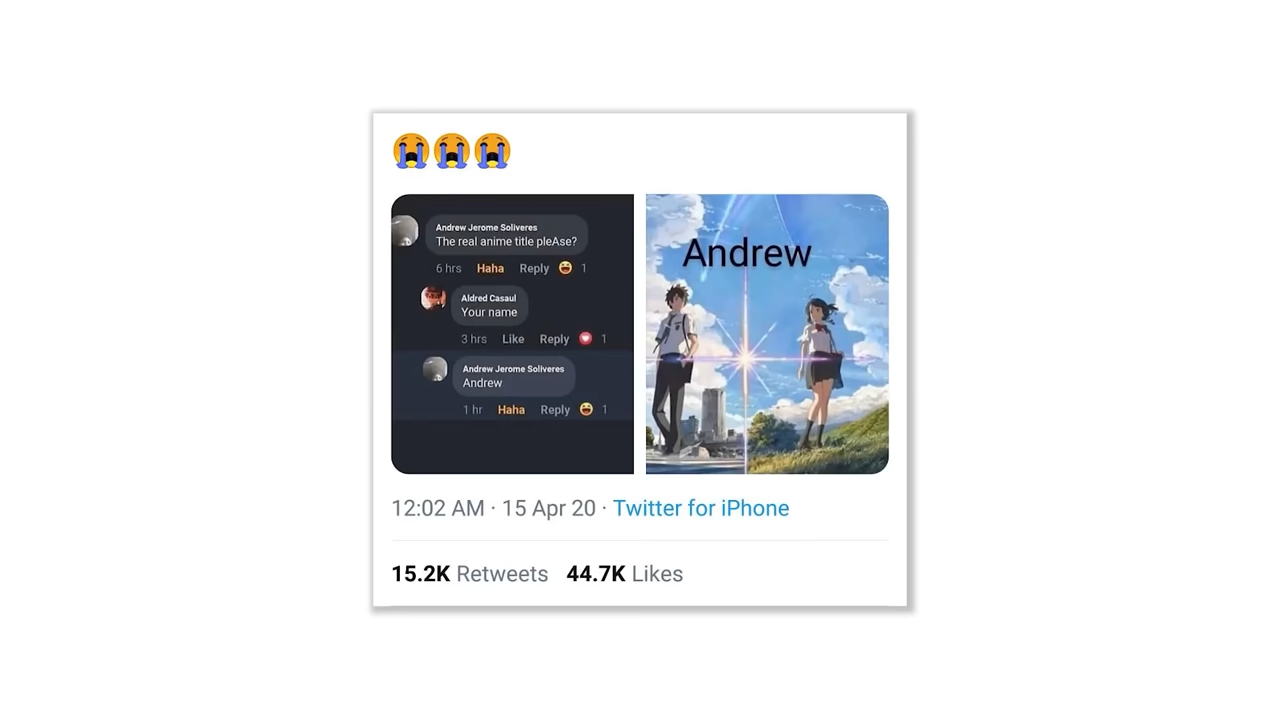 😭😭😭
Andrew Jerome Soliveres
The real anime title pleAse?
6 hrs Haha Reply 😆 1
Aldred Casaul
Your name
3 hrs Like Reply ❤️ 1
Andrew Jerome Soliveres
Andrew
1 hr Haha Reply 😆 1
Andrew
12:02 AM · 15 Apr 20 · Twitter for iPhone
15.2K Retweets 44.7K Likes